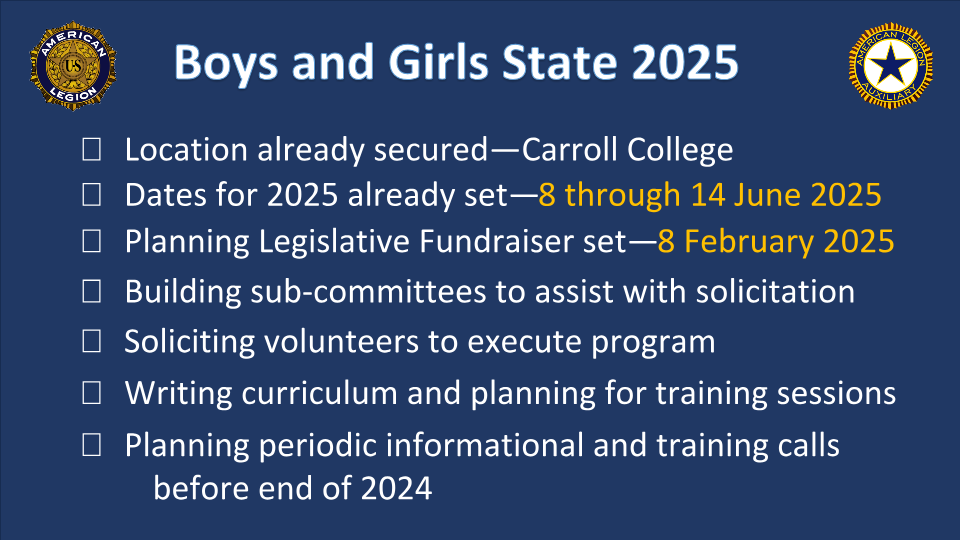 AMERICAN
US
LEGION
Boys and Girls State 2025
AMERICAN LEGION
AUXILIARY
Location already secured—Carroll College
Dates for 2025 already set—8 through 14 June 2025
Planning Legislative Fundraiser set—8 February 2025
Building sub-committees to assist with solicitation
Soliciting volunteers to execute program
Writing curriculum and planning for training sessions
Planning periodic informational and training calls
before end of 2024